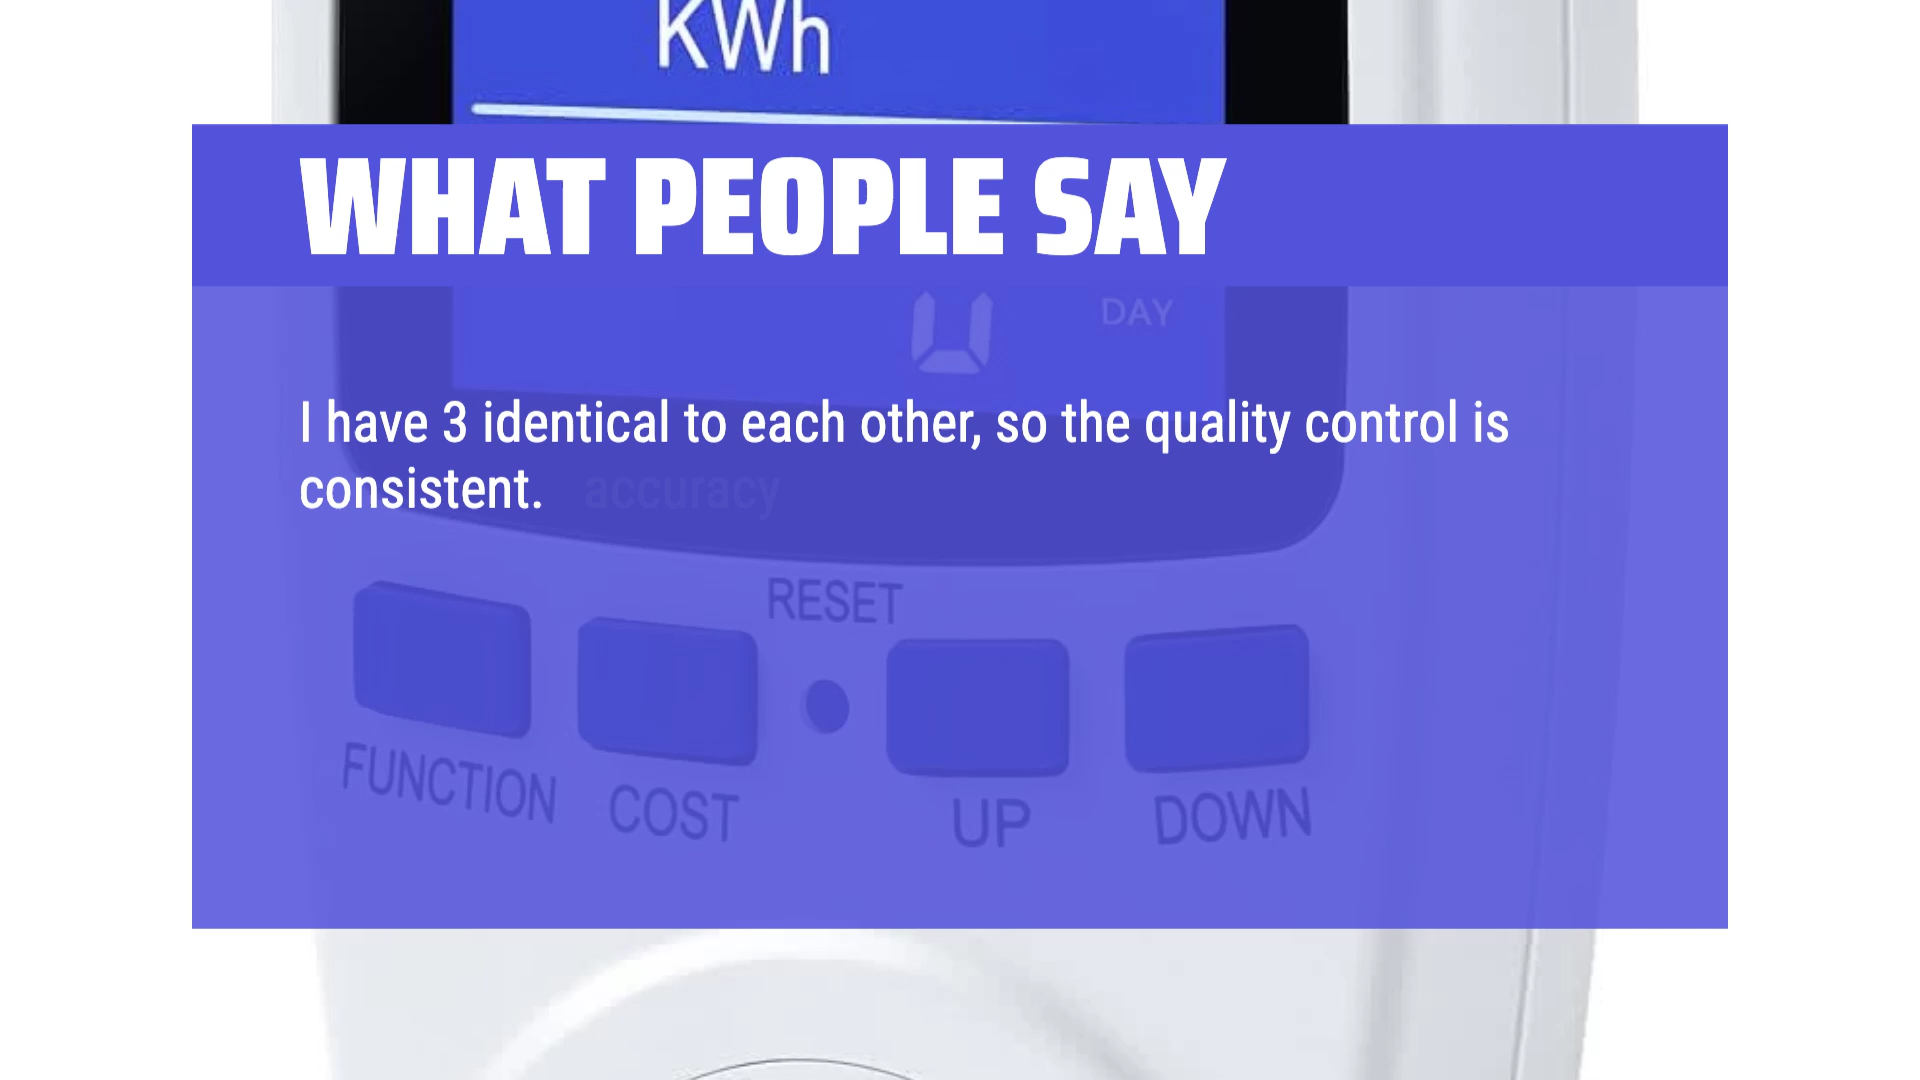 KWh
WHAT PEOPLE SAY
DAY
I have 3 identical to each other, so the quality control is
consistent. accuracy
RESET
FUNCTION COST UP DOWN